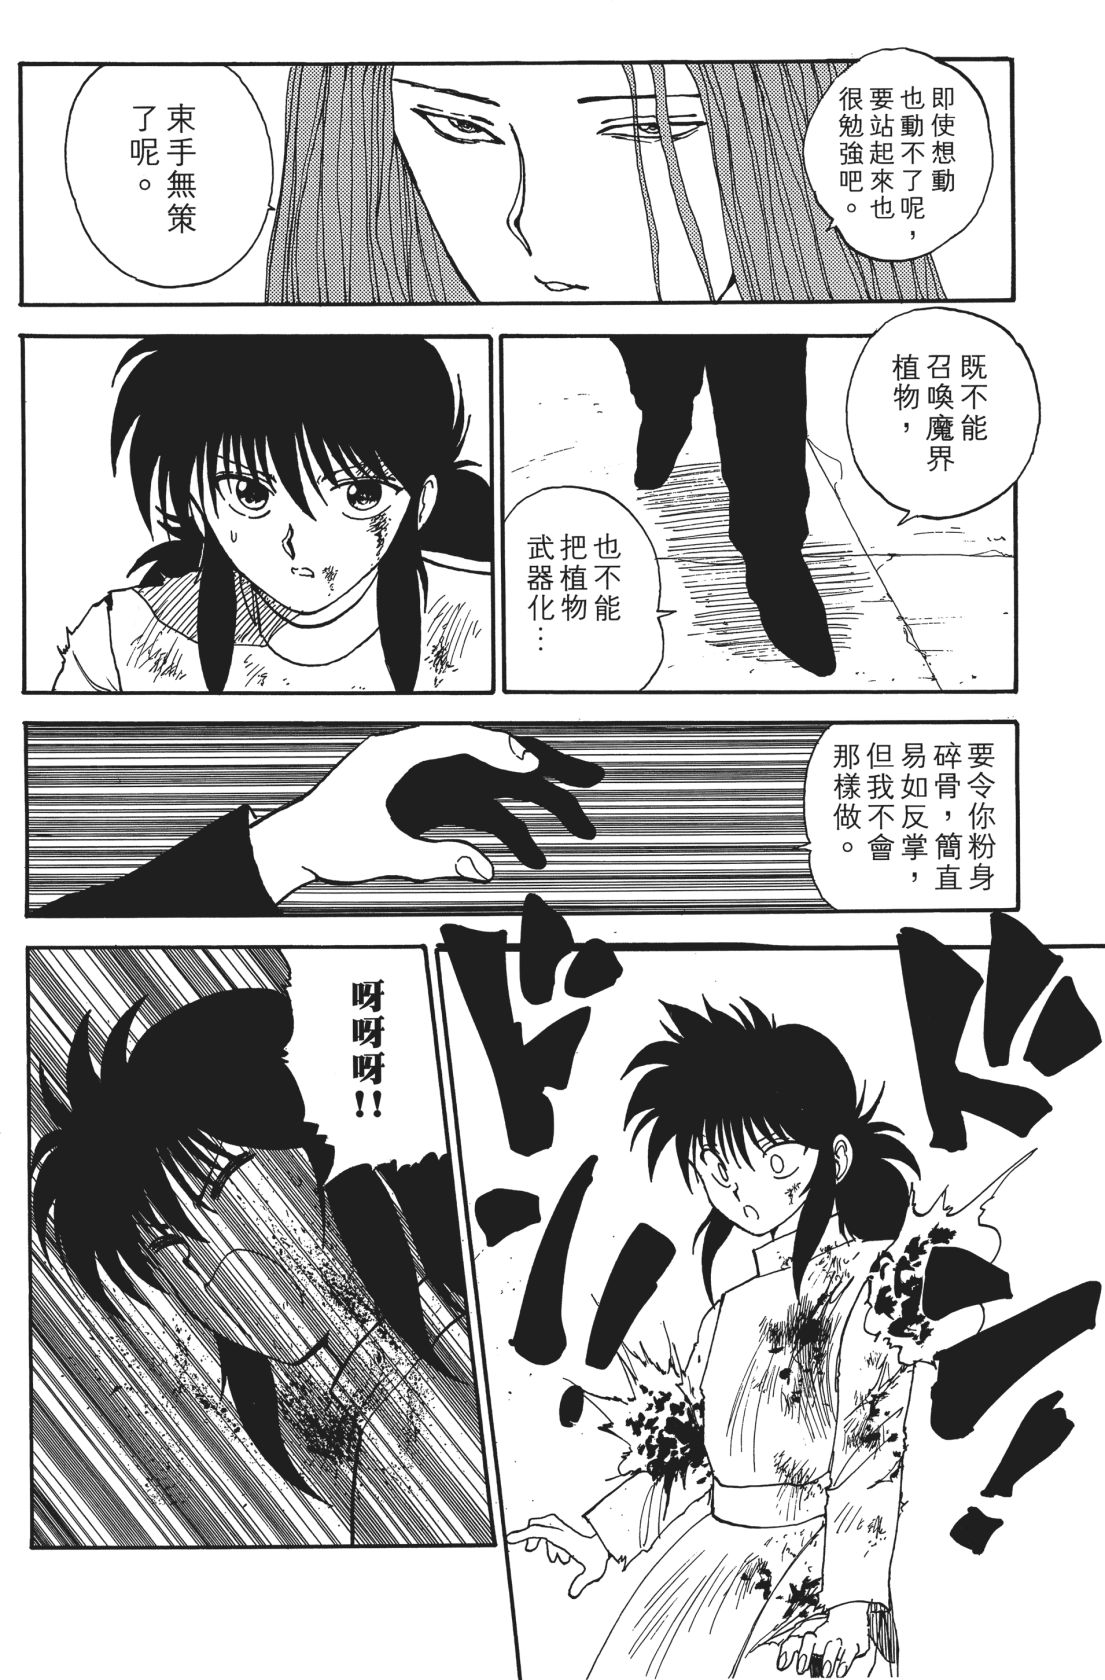 即使想動
也動不了呢，
要站起來也
很勉強吧。
束手無策
了呢。
既不能
召喚魔界
植物，
也不能
把植物
武器化…
要令你粉身
碎骨，簡直
易如反掌，
但我不會
那樣做。
ドド!!
ドン!!
呀呀呀!!